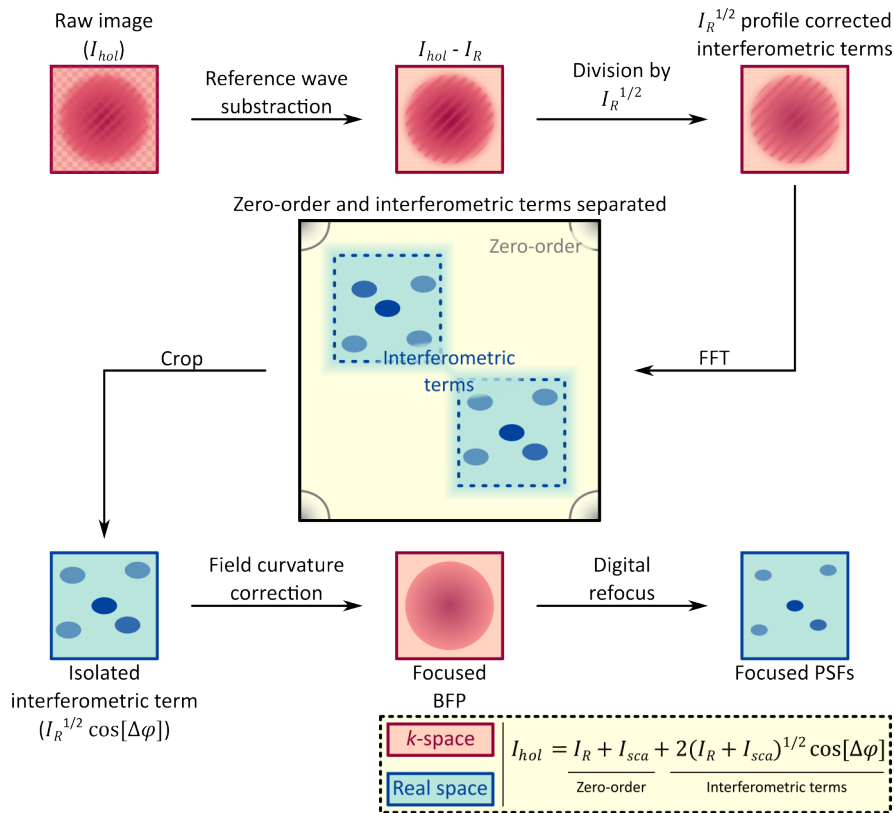 Raw image
(I_hol)
Reference wave
substraction
I_hol - I_R
Division by
I_R^1/2
I_R^1/2 profile corrected
interferometric terms
Zero-order and interferometric terms separated
Zero-order
Interferometric
terms
FFT
Crop
Isolated
interferometric term
(I_R^1/2 cos[Δφ])
Field curvature
correction
Focused
BFP
Digital
refocus
Focused PSFs
k-space
Real space
I_hol = I_R + I_sca + 2(I_R + I_sca)^1/2 cos[Δφ]
Zero-order
Interferometric terms